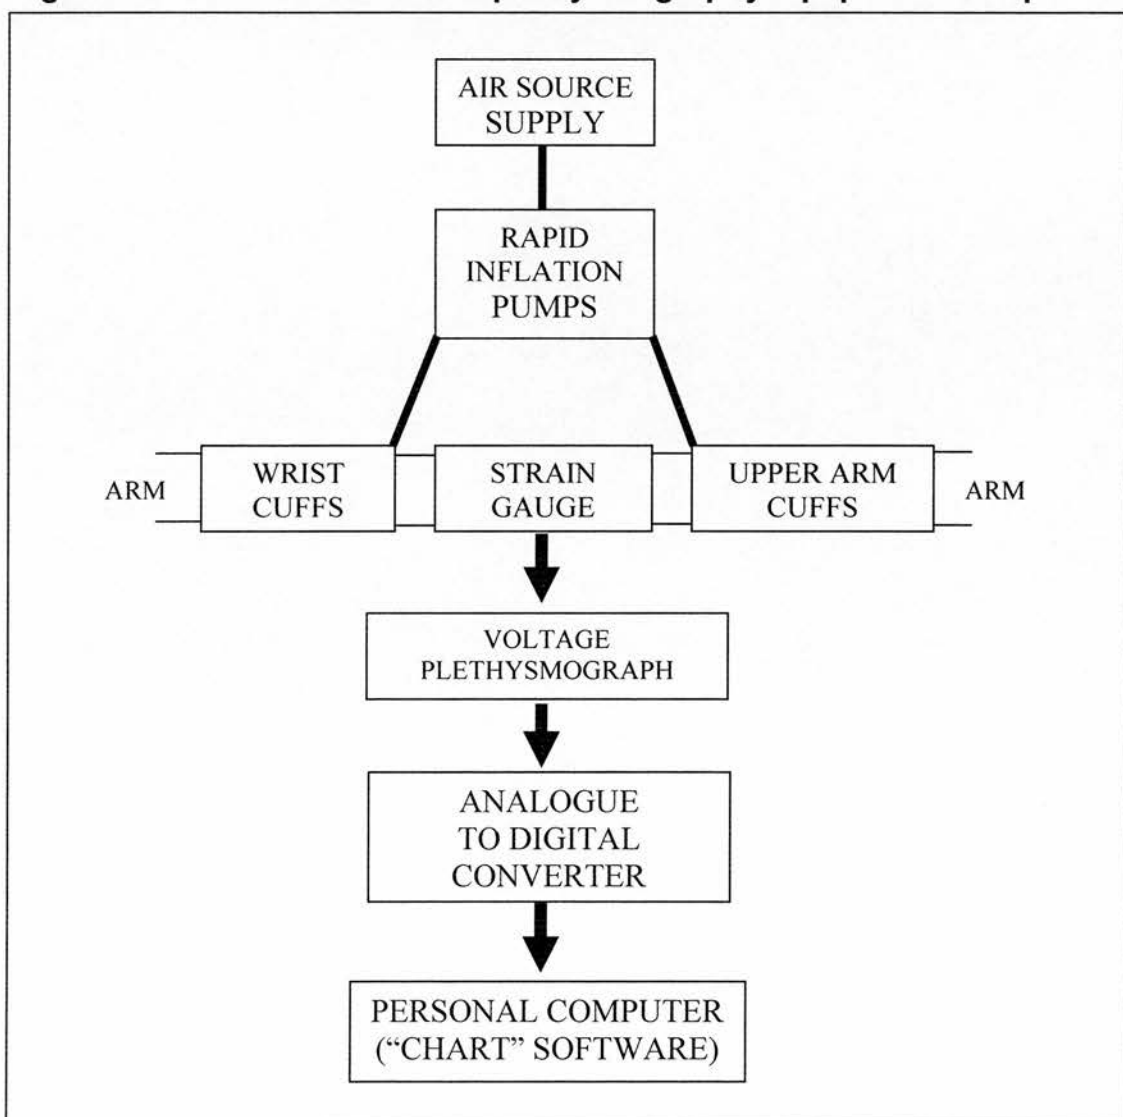 AIR SOURCE
SUPPLY
RAPID
INFLATION
PUMPS
ARM
WRIST
CUFFS
STRAIN
GAUGE
UPPER ARM
CUFFS
ARM
VOLTAGE
PLETHYSMOGRAPH
ANALOGUE
TO DIGITAL
CONVERTER
PERSONAL COMPUTER
(“CHART” SOFTWARE)